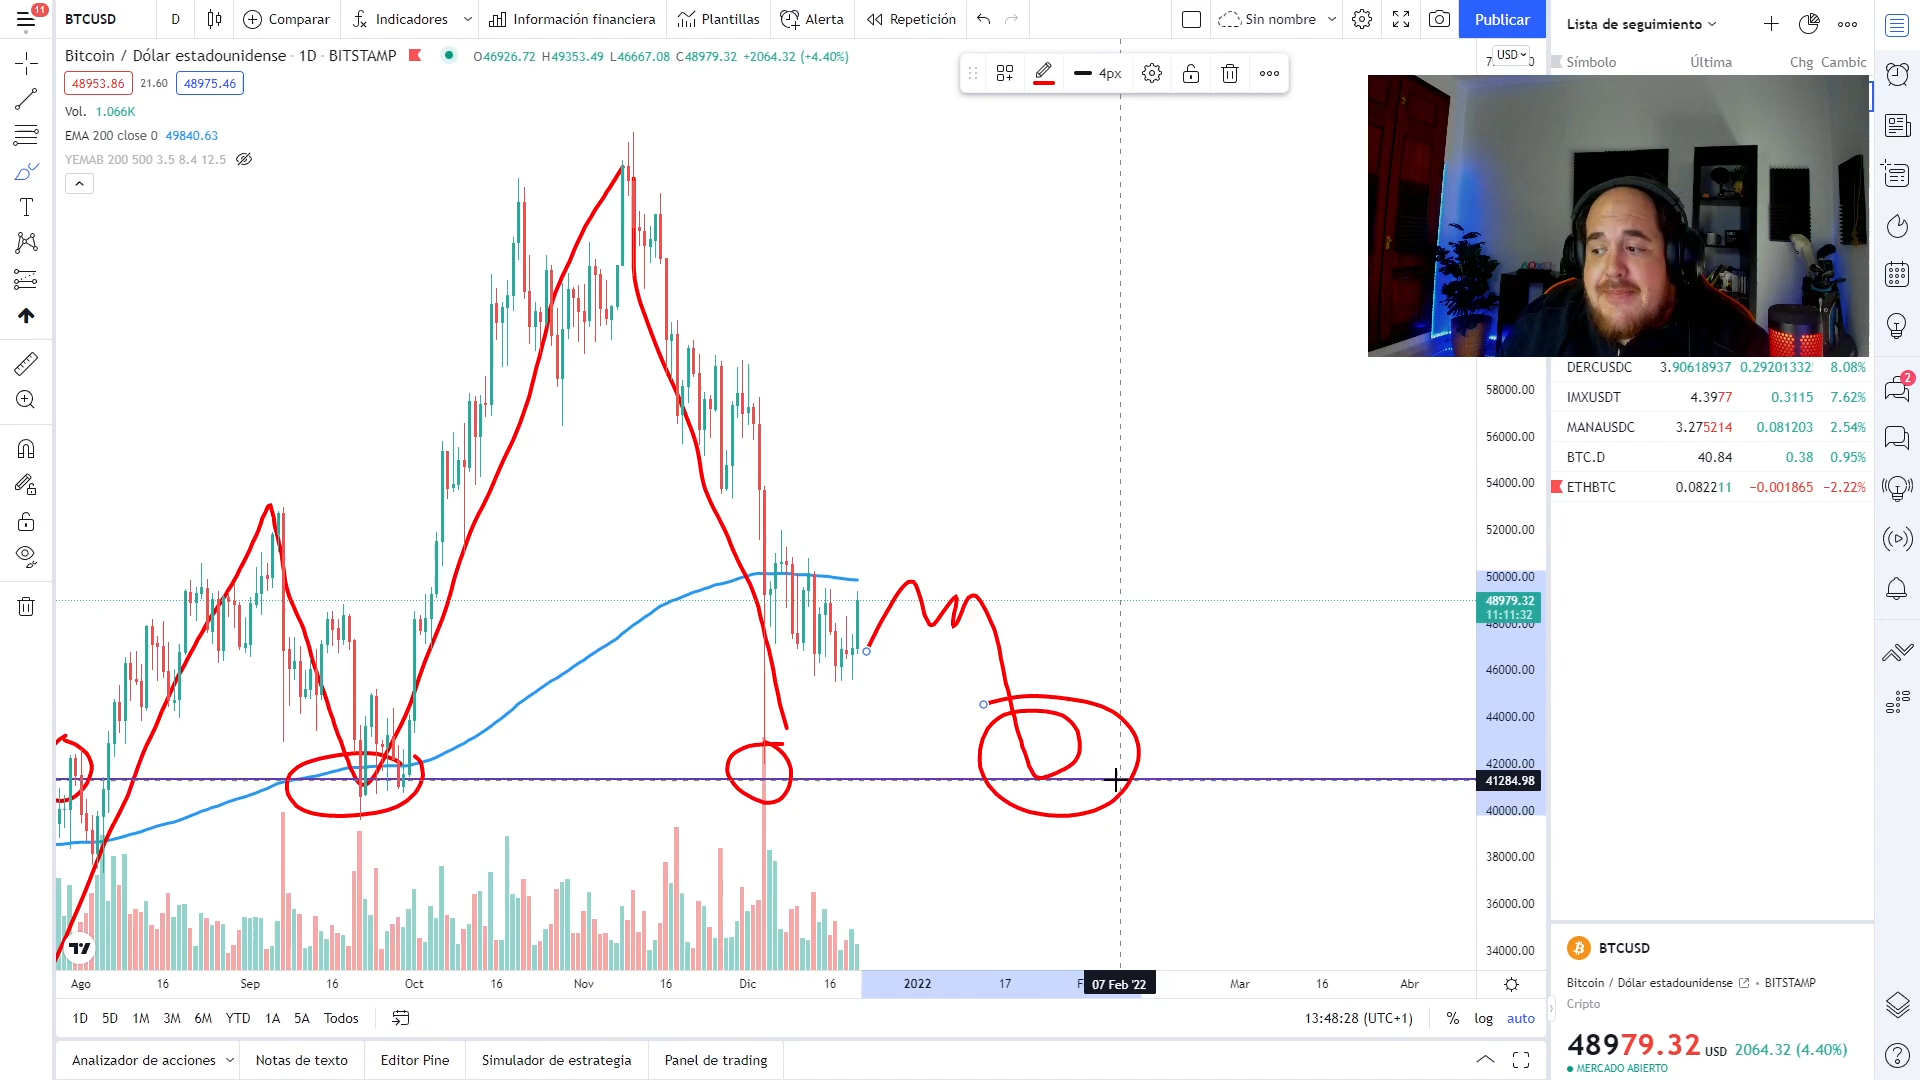 11
BTCUSD
D
Comparar
Indicadores
Información financiera
Plantillas
Alerta
Repetición
Sin nombre
Publicar
Lista de seguimiento
Bitcoin / Dólar estadounidense · 1D · BITSTAMP
O46926.72 H49353.49 L46667.08 C48979.32 +2064.32 (+4.40%)
48953.86 21.60 48975.46
Vol. 1.066K
EMA 200 close 0 49840.63
YEMAB 200 500 3.5 8.4 12.5
4px
USD
Símbolo Última Chg Cambic
DERCUSDC 3.90618937 0.292013325 8.08%
IMXUSDT 4.3977 0.3115 7.62%
MANAUSDC 3.275214 0.081203 2.54%
BTC.D 40.84 0.38 0.95%
ETHBTC 0.082211 −0.001865 −2.22%
2
58000.00
56000.00
54000.00
52000.00
50000.00
48979.32
11:11:32
48000.00
46000.00
44000.00
42000.00
41284.98
40000.00
38000.00
36000.00
34000.00
Ago 16 Sep 16 Oct 16 Nov 16 Dic 16 2022 17 F 07 Feb '22 Mar 16 Abr
1D 5D 1M 3M 6M YTD 1A 5A Todos
13:48:28 (UTC+1) % log auto
Analizador de acciones
Notas de texto
Editor Pine
Simulador de estrategia
Panel de trading
BTCUSD
Bitcoin / Dólar estadounidense • BITSTAMP
Cripto
48979.32 USD 2064.32 (4.40%)
MERCADO ABIERTO